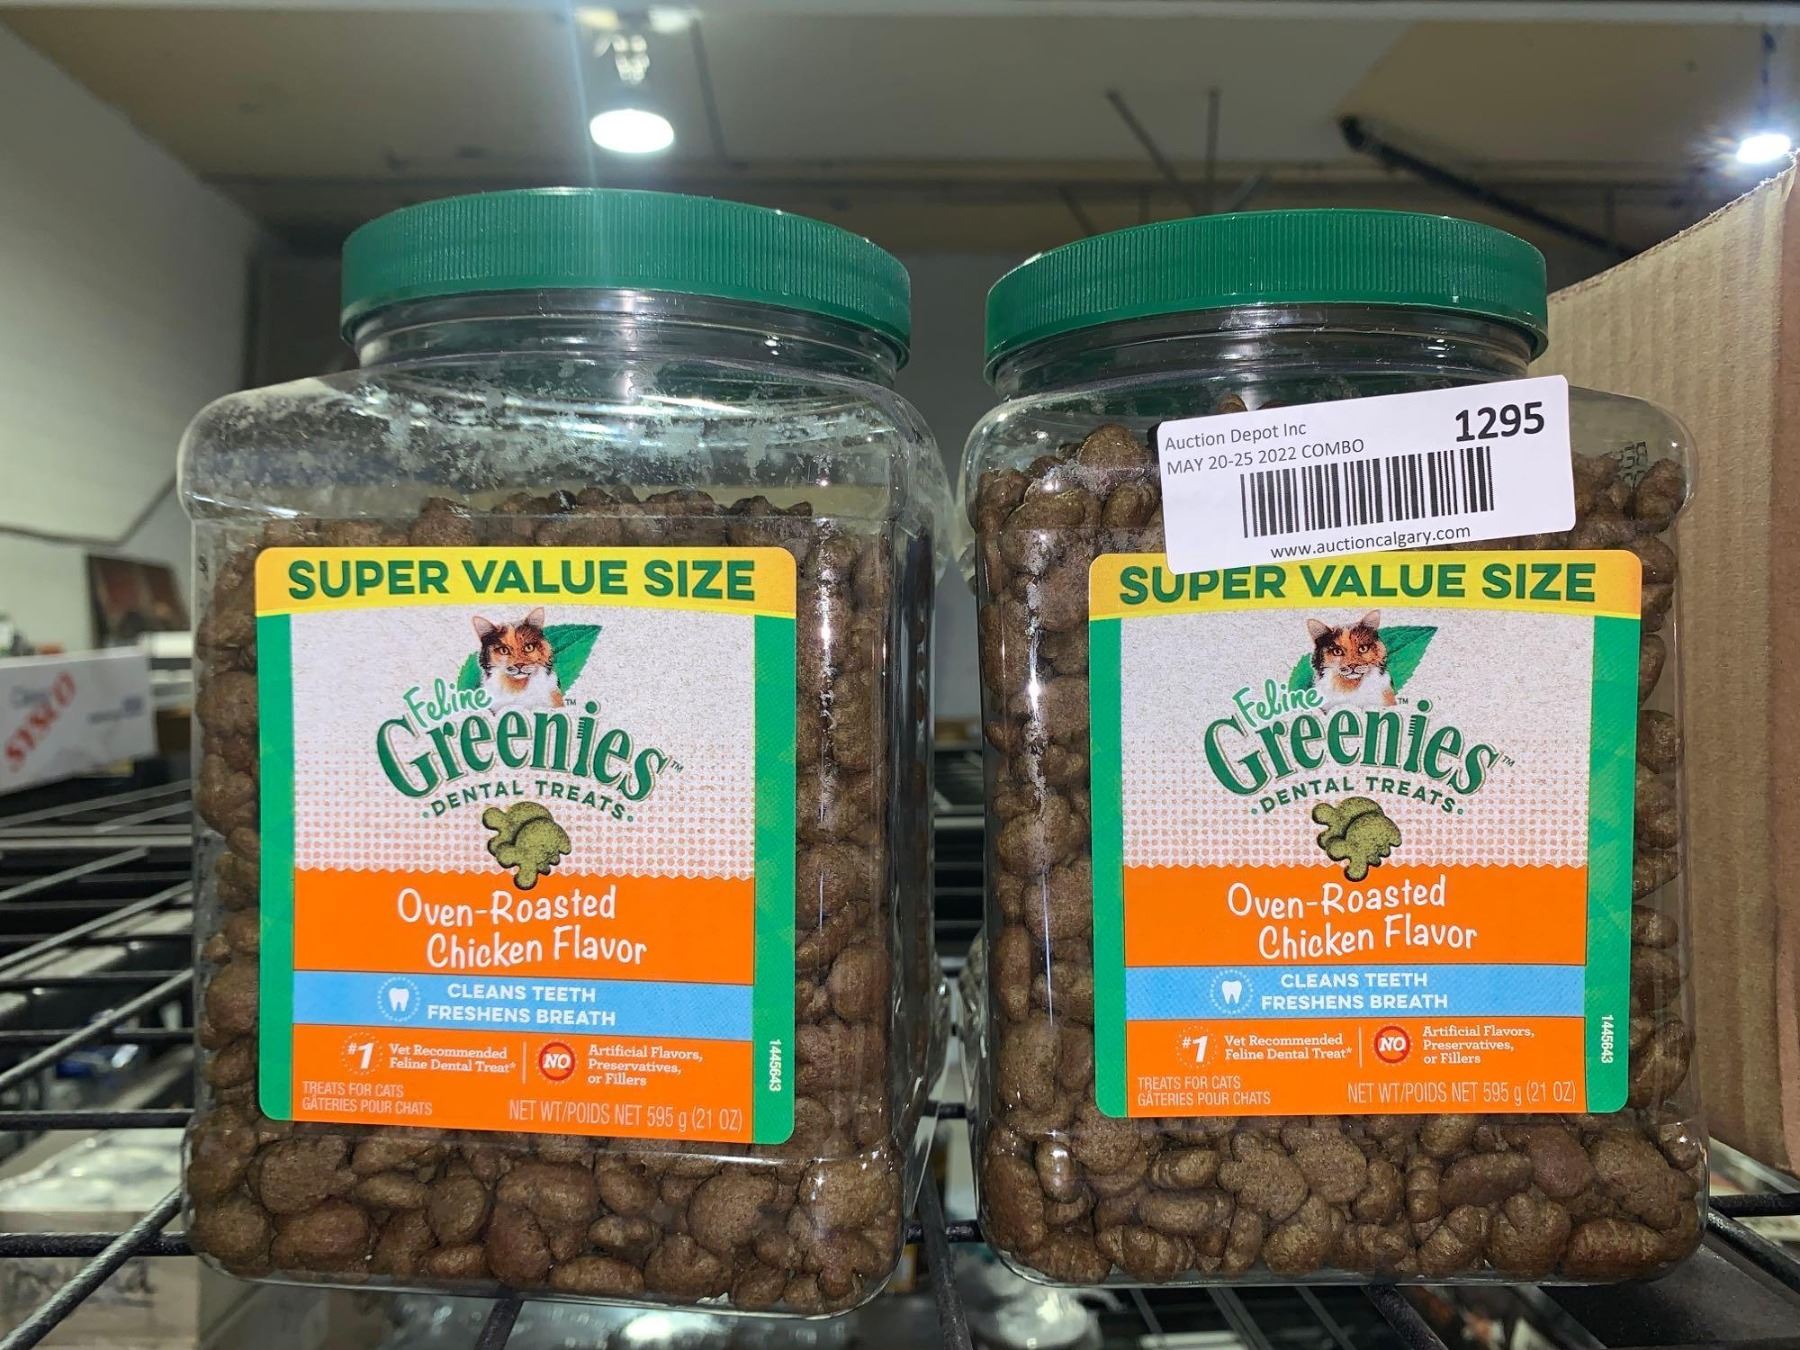 SUPER VALUE SIZE
Feline
Greenies™
DENTAL TREATS
Oven-Roasted
Chicken Flavor
CLEANS TEETH
FRESHENS BREATH
#1 Vet Recommended
Feline Dental Treat*
NO Artificial Flavors,
Preservatives,
or Fillers
TREATS FOR CATS
GÂTERIES POUR CHATS
NET WT/POIDS NET 595 g (21 OZ)
1445643
Auction Depot Inc
1295
MAY 20-25 2022 COMBO
www.auctioncalgary.com
SUPER VALUE SIZE
Feline
Greenies™
DENTAL TREATS
Oven-Roasted
Chicken Flavor
CLEANS TEETH
FRESHENS BREATH
#1 Vet Recommended
Feline Dental Treat*
NO Artificial Flavors,
Preservatives,
or Fillers
TREATS FOR CATS
GÂTERIES POUR CHATS
NET WT/POIDS NET 595 g (21 OZ)
1445643
SYSCO